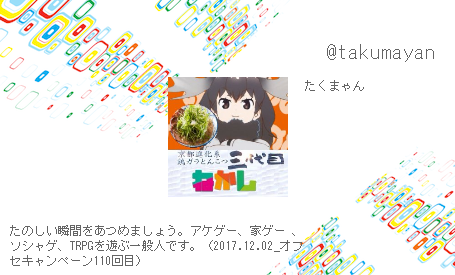 @takumayan
たくまゃん
京都進化系
鶏ガラとんこつ
三代目
たのしい瞬間をあつめましょう。アケゲー、家ゲー 、
ソシャゲ、TRPGを遊ぶ一般人です。（2017.12.02_オフ
セキャンペーン110回目）